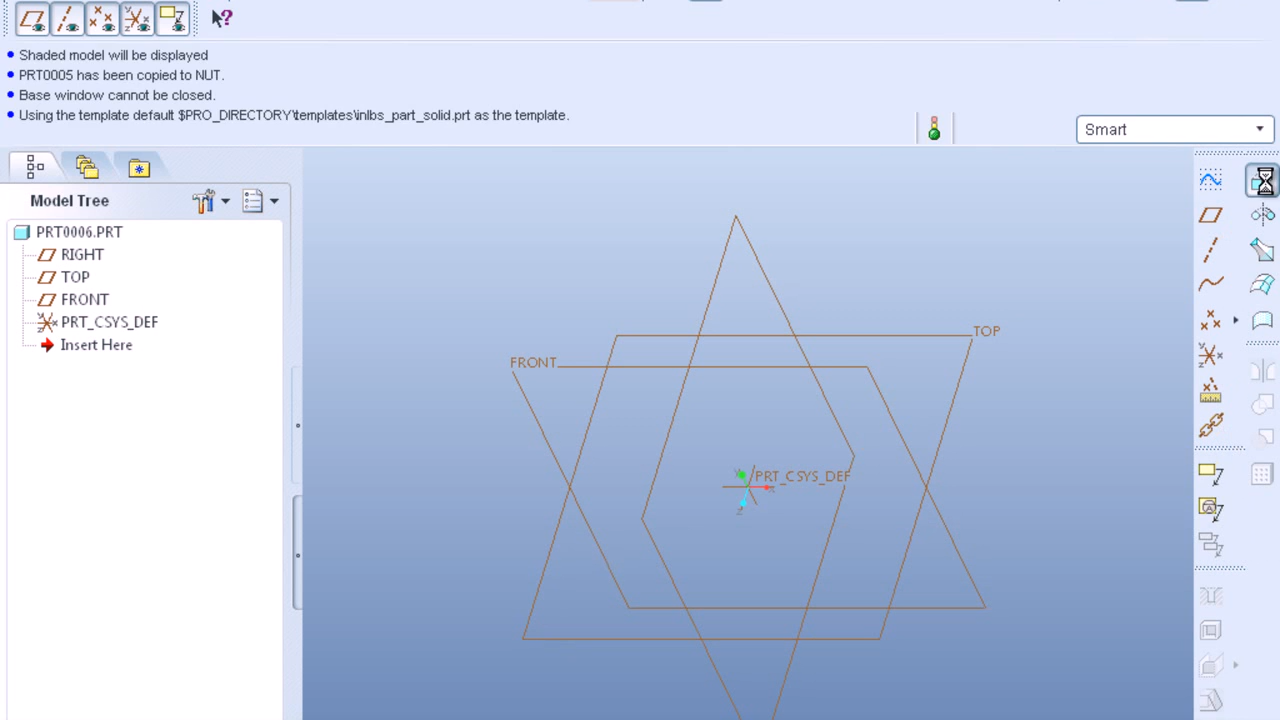 Shaded model will be displayed
PRT0005 has been copied to NUT.
Base window cannot be closed.
Using the template default $PRO_DIRECTORY\templates\inlbs_part_solid.prt as the template.
Smart
Model Tree
PRT0006.PRT
RIGHT
TOP
FRONT
PRT_CSYS_DEF
Insert Here
TOP
FRONT
PRT_CSYS_DEF
Y
X
Z